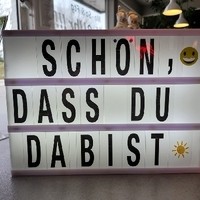 SCHÖN, 😃
DASS DU
DA BIST ☀️